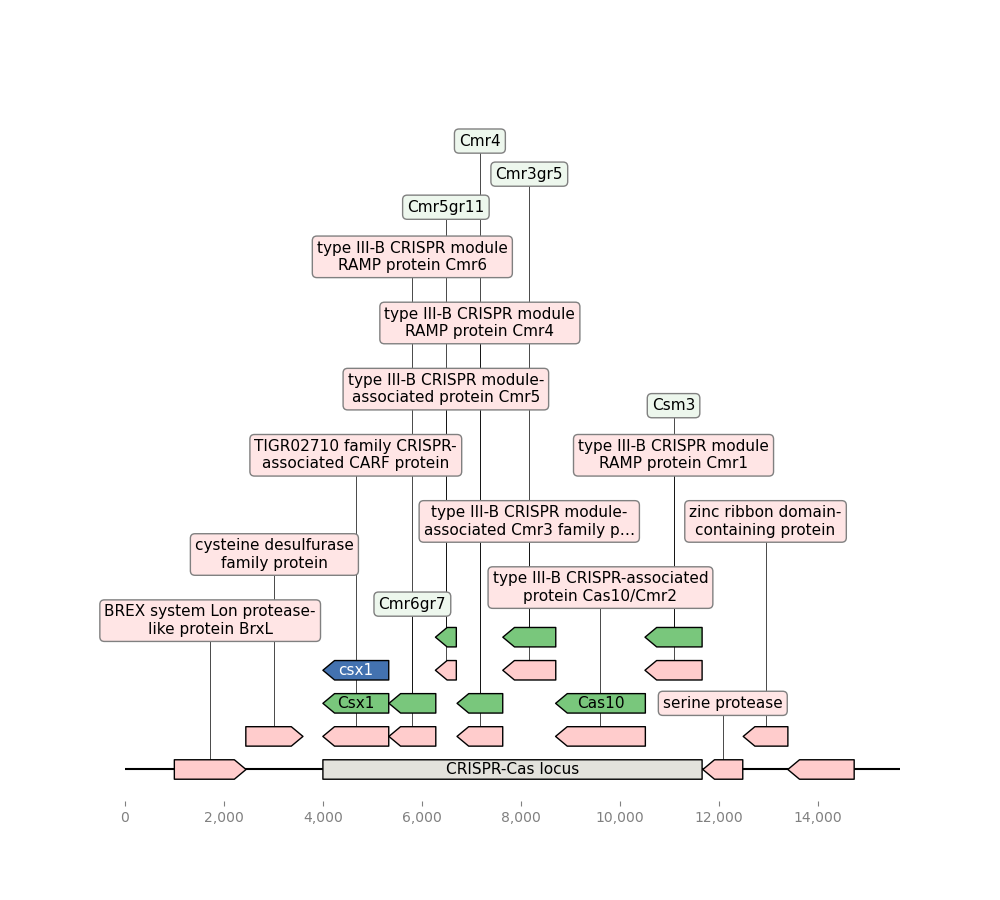 Cmr4
Cmr3gr5
Cmr5gr11
type III-B CRISPR module
RAMP protein Cmr6
type III-B CRISPR module
RAMP protein Cmr4
type III-B CRISPR module-
associated protein Cmr5
Csm3
TIGR02710 family CRISPR-
associated CARF protein
type III-B CRISPR module
RAMP protein Cmr1
type III-B CRISPR module-
associated Cmr3 family p...
zinc ribbon domain-
containing protein
cysteine desulfurase
family protein
type III-B CRISPR-associated
protein Cas10/Cmr2
Cmr6gr7
BREX system Lon protease-
like protein BrxL
csx1
Csx1
Cas10
serine protease
CRISPR-Cas locus
0 2,000 4,000 6,000 8,000 10,000 12,000 14,000